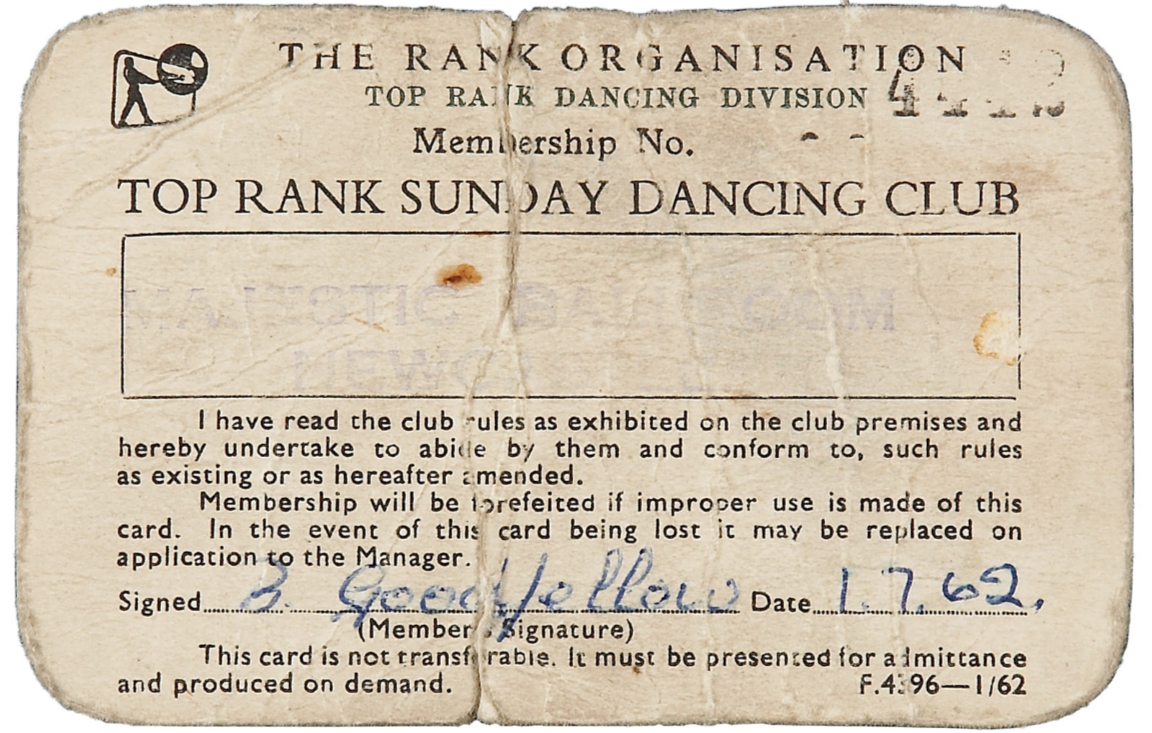 THE RANK ORGANISATION
TOP RANK DANCING DIVISION
Membership No.
TOP RANK SUNDAY DANCING CLUB
MAJESTIC BALLROOM
NEWCASTLE
I have read the club rules as exhibited on the club premises and
hereby undertake to abide by them and conform to, such rules
as existing or as hereafter amended.
Membership will be forefeited if improper use is made of this
card. In the event of this card being lost it may be replaced on
application to the Manager.
Signed B. Goodfellow Date 1.7.62.
(Member's Signature)
This card is not transferable. It must be presented for admittance
and produced on demand. F.4396—1/62